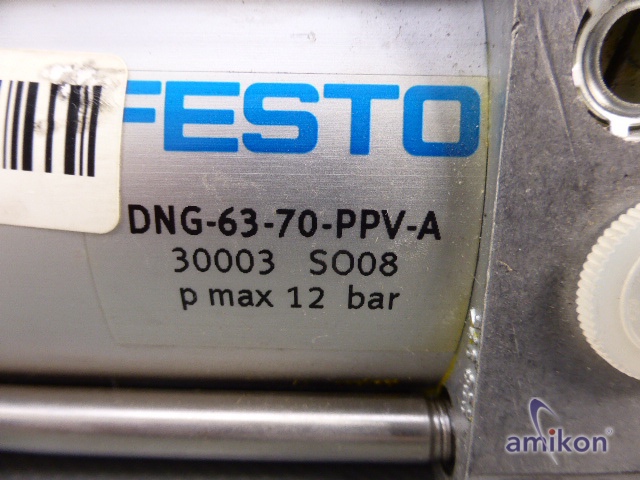 FESTO
DNG-63-70-PPV-A
30003 SO08
p max 12 bar
amikon